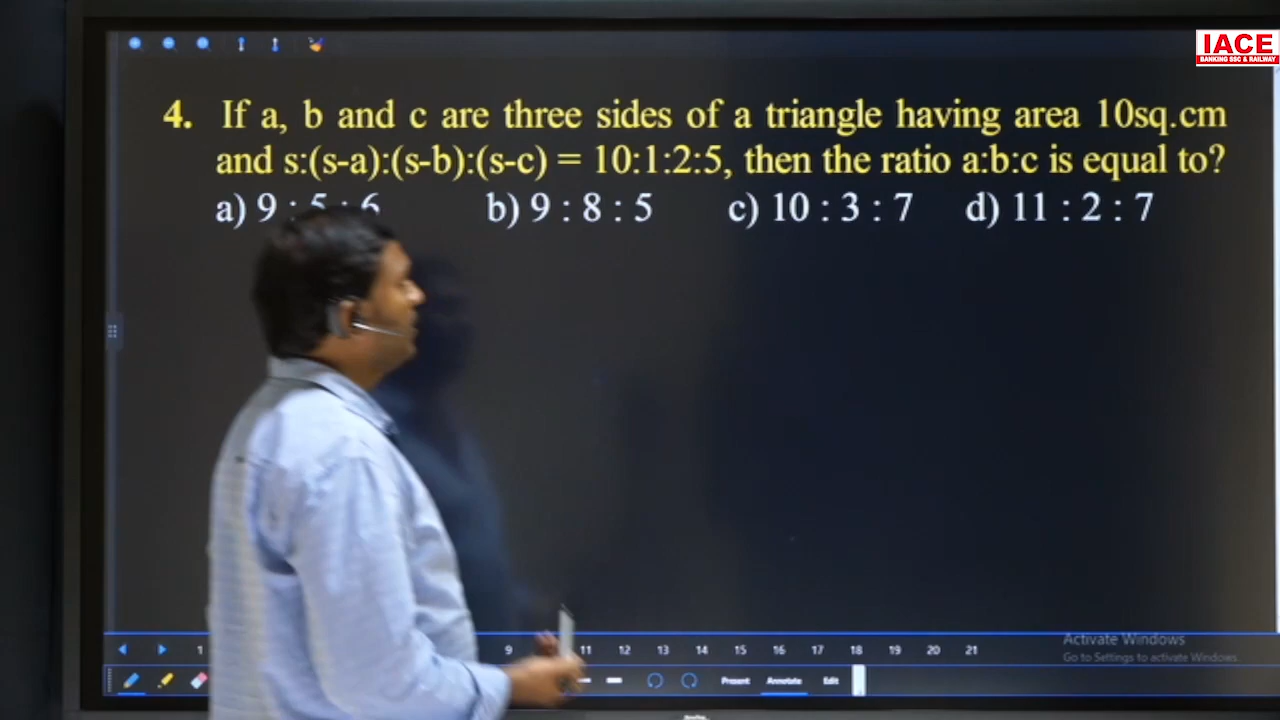 IACE
BANKING SSC & RAILWAY
4. If a, b and c are three sides of a triangle having area 10sq.cm
and s:(s-a):(s-b):(s-c) = 10:1:2:5, then the ratio a:b:c is equal to?
a) 9 : 5 : 6 b) 9 : 8 : 5 c) 10 : 3 : 7 d) 11 : 2 : 7
Activate Windows
Go to Settings to activate Windows.
1 9 11 12 13 14 15 16 17 18 19 20 21
Present Annotate Edit